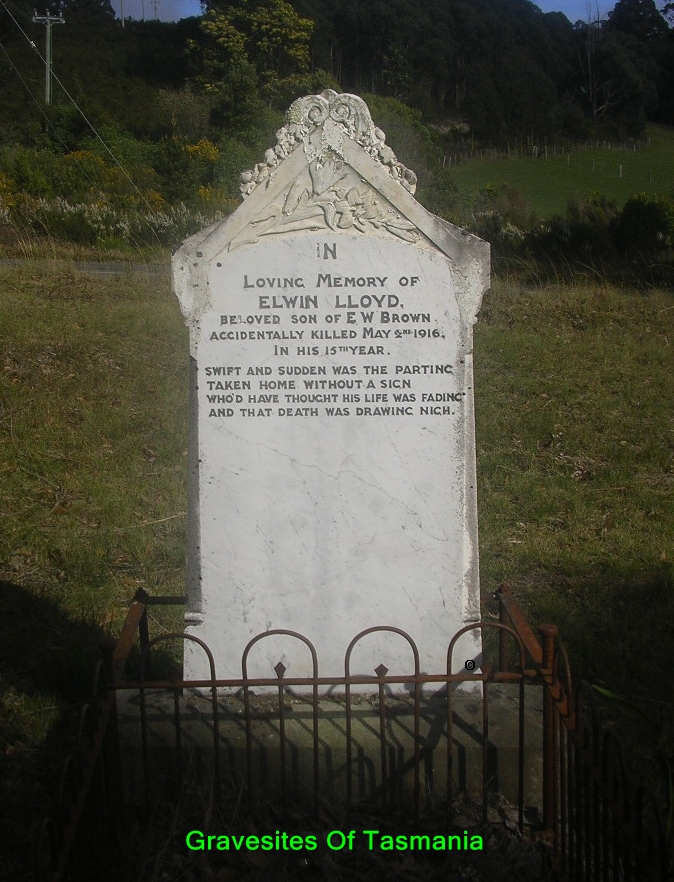 IN
LOVING MEMORY OF
ELWIN LLOYD,
BELOVED SON OF E W BROWN.
ACCIDENTALLY KILLED MAY 2ND 1916,
IN HIS 15TH YEAR.
SWIFT AND SUDDEN WAS THE PARTING
TAKEN HOME WITHOUT A SIGN
WHO'D HAVE THOUGHT HIS LIFE WAS FADING
AND THAT DEATH WAS DRAWING NIGH.
Gravesites Of Tasmania